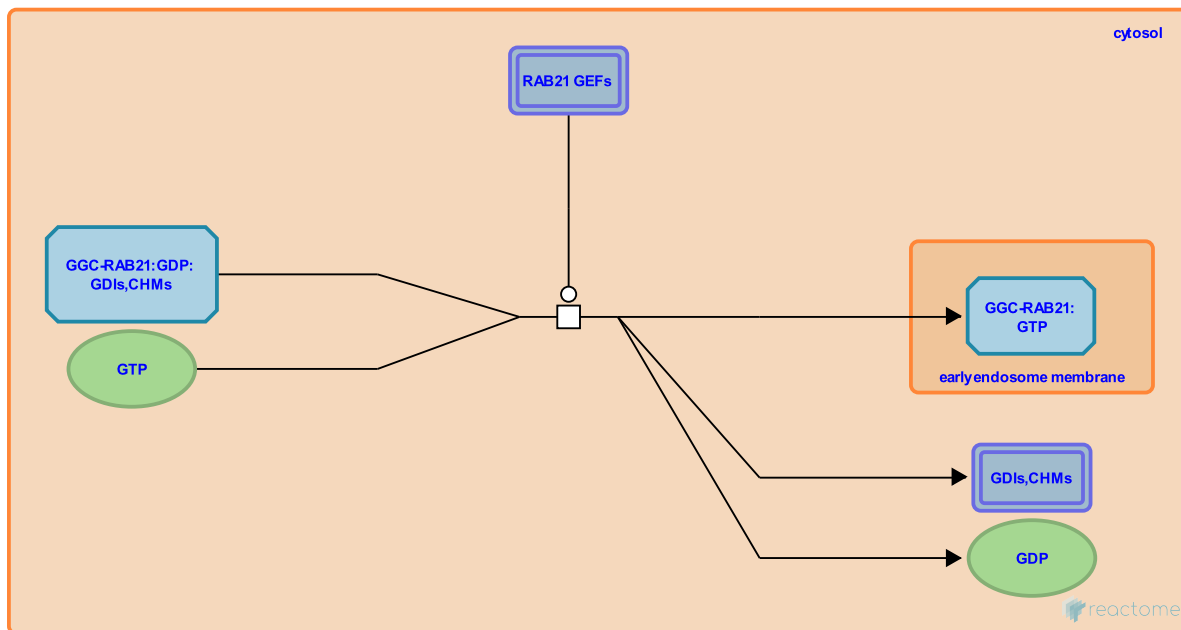 cytosol
RAB21 GEFs
GGC-RAB21:GDP:
GDIs,CHMs
GTP
GGC-RAB21:
GTP
early endosome membrane
GDIs,CHMs
GDP
reactome